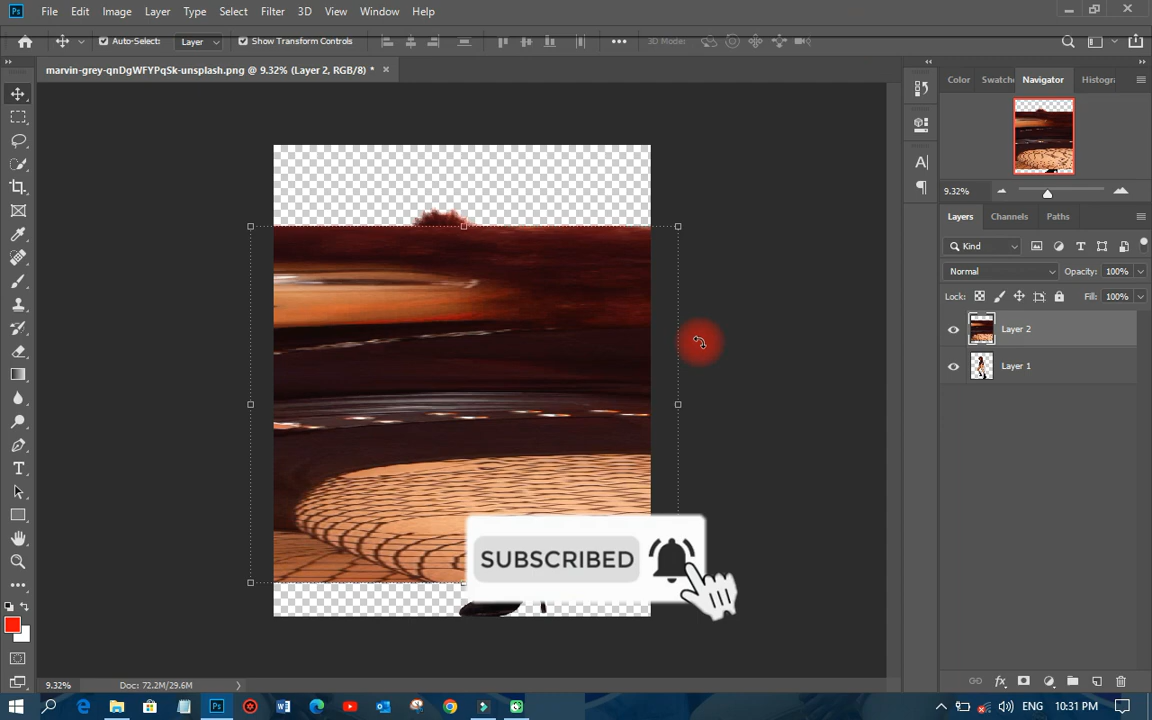 Ps File Edit Image Layer Type Select Filter 3D View Window Help
Auto-Select: Layer Show Transform Controls 3D Mode:
marvin-grey-qnDgWFYPqSk-unsplash.png @ 9.32% (Layer 2, RGB/8) *
Color Swatche Navigator Histogra
9.32%
Layers Channels Paths
Kind
Normal Opacity: 100%
Lock: Fill: 100%
Layer 2
Layer 1
SUBSCRIBED
9.32% Doc: 72.2M/29.6M
ENG 10:31 PM